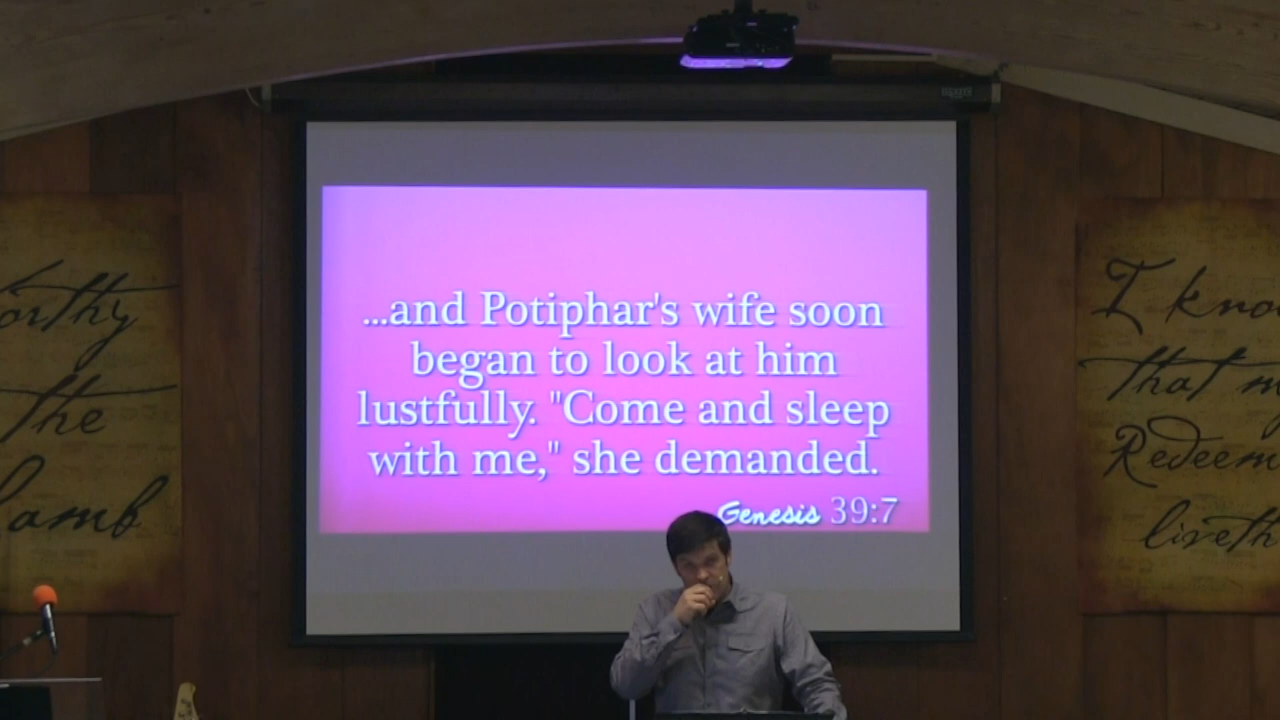 ...and Potiphar's wife soon
began to look at him
lustfully. "Come and sleep
with me," she demanded.
Genesis 39:7
orthy
the
Lamb
I kno
that m
Redeem
liveth